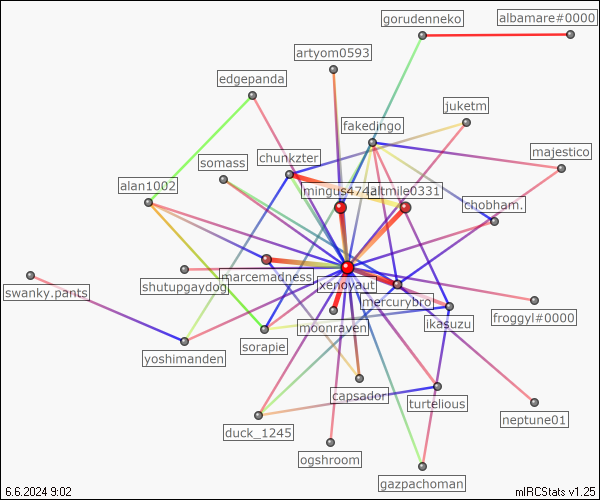 gorudenneko
albamare#0000
artyom0593
edgepanda
juketm
fakedingo
majestico
somass
chunkzter
alan1002
mingus474
altmile0331
chobham.
marcemadness
xenoyaut
shutupgaydog
swanky.pants
mercurybro
froggyl#0000
moonraven
ikasuzu
sorapie
yoshimanden
capsador
turtelious
neptune01
duck_1245
ogshroom
gazpachoman
6.6.2024 9:02
mIRCStats v1.25